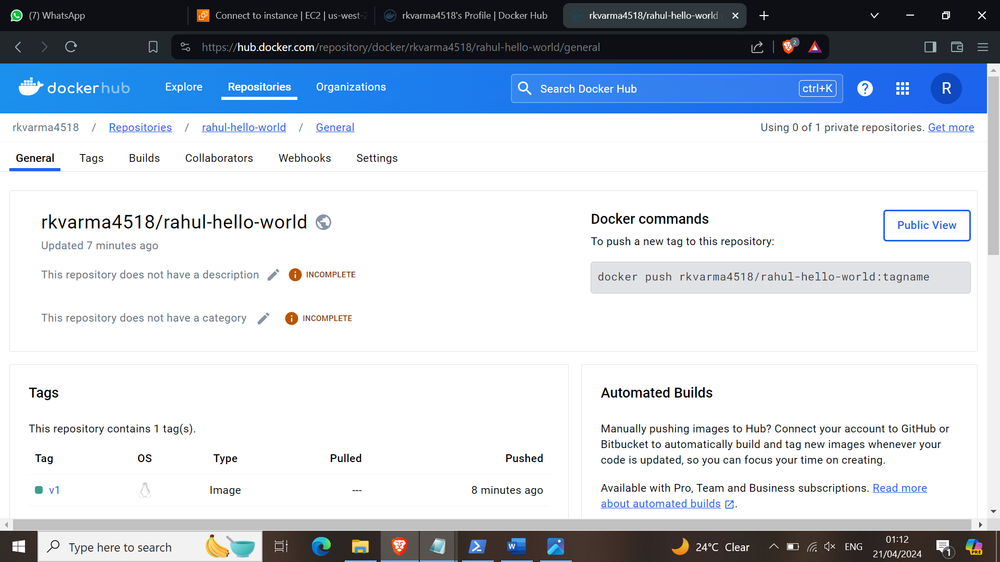 (7) WhatsApp
Connect to instance | EC2 | us-west-2
rkvarma4518's Profile | Docker Hub
rkvarma4518/rahul-hello-world
https://hub.docker.com/repository/docker/rkvarma4518/rahul-hello-world/general
2
dockerhub
Explore
Repositories
Organizations
Search Docker Hub
ctrl+K
?
R
rkvarma4518 / Repositories / rahul-hello-world / General
Using 0 of 1 private repositories. Get more
General
Tags
Builds
Collaborators
Webhooks
Settings
rkvarma4518/rahul-hello-world
Updated 7 minutes ago
This repository does not have a description
INCOMPLETE
This repository does not have a category
INCOMPLETE
Docker commands
Public View
To push a new tag to this repository:
docker push rkvarma4518/rahul-hello-world:tagname
Tags
This repository contains 1 tag(s).
Tag OS Type Pulled Pushed
v1 Image --- 8 minutes ago
Automated Builds
Manually pushing images to Hub? Connect your account to GitHub or
Bitbucket to automatically build and tag new images whenever your
code is updated, so you can focus your time on creating.
Available with Pro, Team and Business subscriptions. Read more
about automated builds.
Type here to search
W
24°C Clear
ENG
01:12
21/04/2024
1
PRE